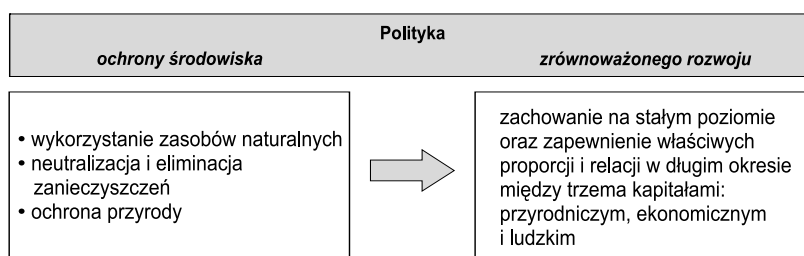 Polityka
ochrony środowiska
zrównoważonego rozwoju
• wykorzystanie zasobów naturalnych
• neutralizacja i eliminacja
zanieczyszczeń
• ochrona przyrody
zachowanie na stałym poziomie
oraz zapewnienie właściwych
proporcji i relacji w długim okresie
między trzema kapitałami:
przyrodniczym, ekonomicznym
i ludzkim